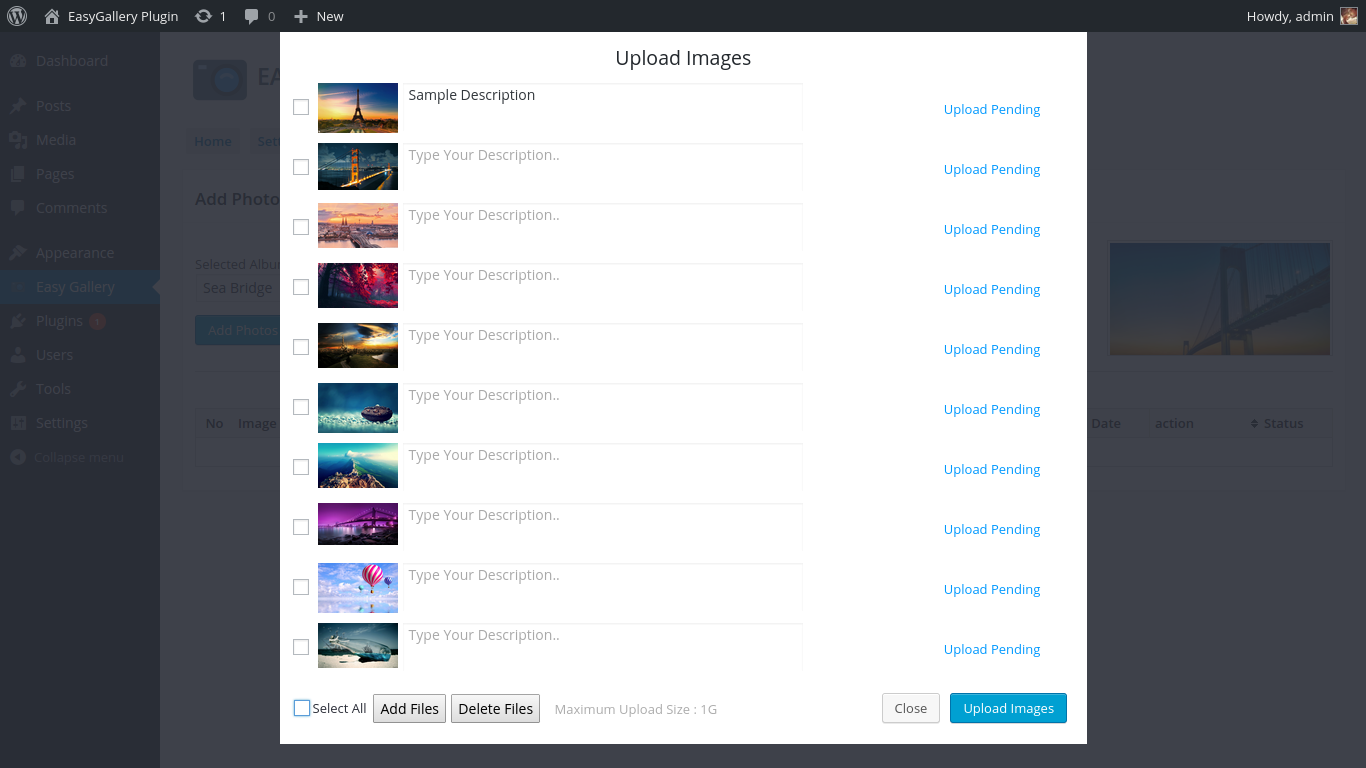 EasyGallery Plugin
1
0
New
Howdy, admin
Dashboard
Posts
Media
Pages
Comments
Appearance
Easy Gallery
Plugins 1
Users
Tools
Settings
Collapse menu
EA
Home
Sett
Add Photo
Selected Albu
Sea Bridge
Add Photos
No Image
Date action Status
Upload Images
Sample Description
Upload Pending
Type Your Description..
Upload Pending
Type Your Description..
Upload Pending
Type Your Description..
Upload Pending
Type Your Description..
Upload Pending
Type Your Description..
Upload Pending
Type Your Description..
Upload Pending
Type Your Description..
Upload Pending
Type Your Description..
Upload Pending
Type Your Description..
Upload Pending
Select All
Add Files
Delete Files
Maximum Upload Size : 1G
Close
Upload Images